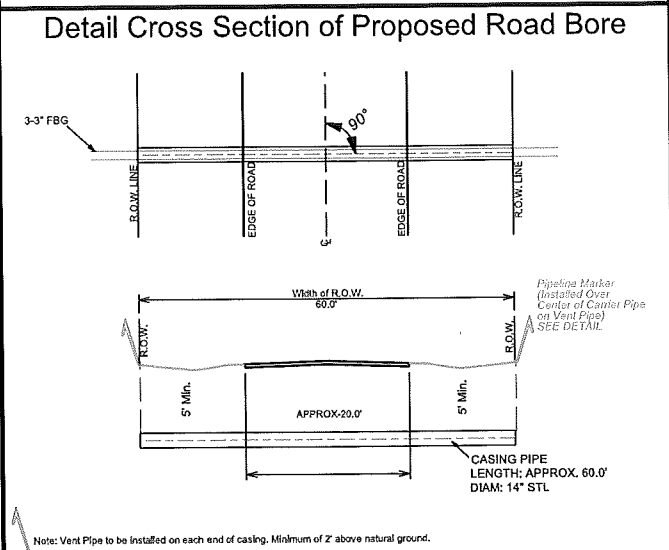 Detail Cross Section of Proposed Road Bore
3-3" FBG
90°
R.O.W. LINE
EDGE OF ROAD
EDGE OF ROAD
R.O.W. LINE
℄
Width of R.O.W.
60.0'
Pipeline Marker
(Installed Over
Center of Carrier Pipe
on Vent Pipe)
SEE DETAIL
R.O.W.
R.O.W.
5' Min.
APPROX-20.0'
5' Min.
CASING PIPE
LENGTH: APPROX. 60.0'
DIAM: 14" STL
Note: Vent Pipe to be installed on each end of casing. Minimum of 2' above natural ground.